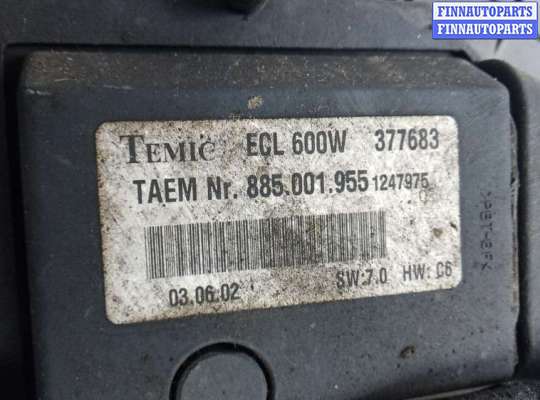 FINNAUTOPARTS
FINNAUTOPARTS
TEMIC ECL 600W 377683
TAEM Nr. 885.001.955 1247975
03.06.02 SW:7.0 HW: C6